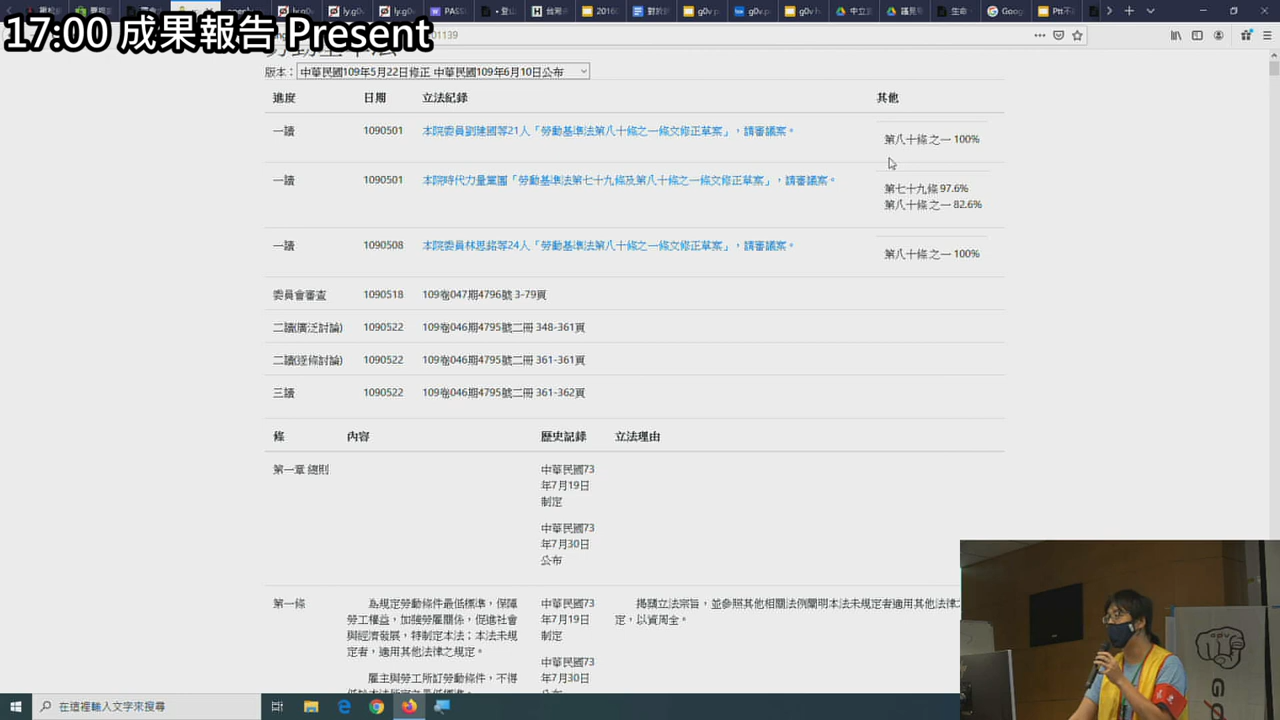 17:00 成果報告 Present
01139
勞動基準法
版本： 中華民國109年5月22日修正 中華民國109年6月10日公布
進度 日期 立法紀錄 其他
一讀 1090501 本院委員劉建國等21人「勞動基準法第八十條之一條文修正草案」，請審議案。 第八十條 之一 100%
一讀 1090501 本院時代力量黨團「勞動基準法第七十九條及第八十條之一條文修正草案」，請審議案。 第七十九條 97.6%
第八十條 之一 82.6%
一讀 1090508 本院委員林思銘等24人「勞動基準法第八十條之一條文修正草案」，請審議案。 第八十條 之一 100%
委員會審查 1090518 109卷047期4796號 3-79頁
二讀(廣泛討論) 1090522 109卷046期4795號二冊 348-361頁
二讀(逐條討論) 1090522 109卷046期4795號二冊 361-361頁
三讀 1090522 109卷046期4795號二冊 361-362頁
條 內容 歷史記錄 立法理由
第一章 總則 中華民國73
年7月19日
制定
中華民國73
年7月30日
公布
第一條 為規定勞動條件最低標準，保障
勞工權益，加強勞雇關係，促進社會
與經濟發展，特制定本法；本法未規
定者，適用其他法律之規定。
雇主與勞工所訂勞動條件，不得
低於本法所定之最低標準。
中華民國73
年7月19日
制定
中華民國73
年7月30日
公布
揭櫫立法宗旨，並參照其他相關法例闡明本法未規定者適用其他法律之
定，以資周全。
在這裡輸入文字來搜尋